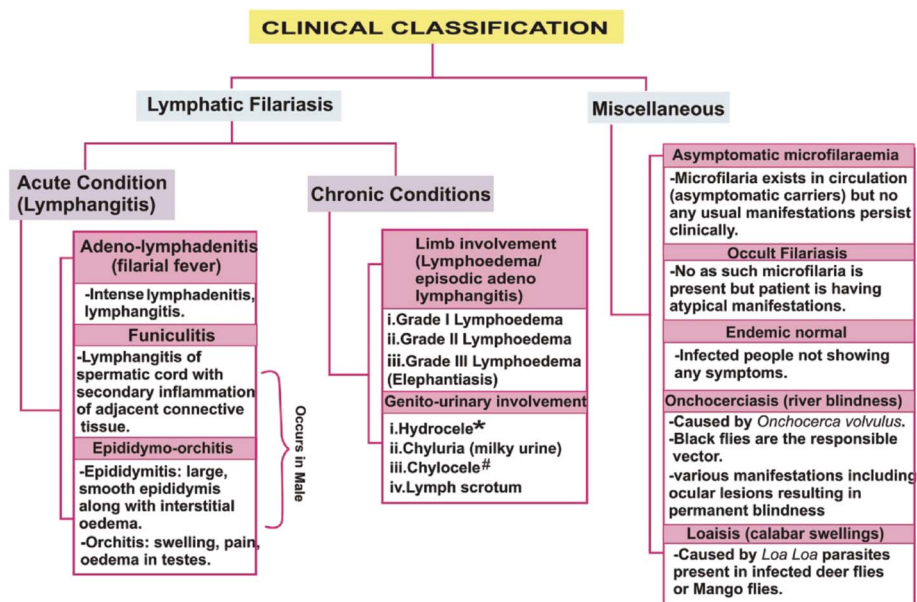 CLINICAL CLASSIFICATION
Lymphatic Filariasis
Acute Condition
(Lymphangitis)
Adeno-lymphadenitis
(filarial fever)
-Intense lymphadenitis,
lymphangitis.
Funiculitis
-Lymphangitis of
spermatic cord with
secondary inflammation
of adjacent connective
tissue.
Epididymo-orchitis
-Epididymitis: large,
smooth epididymis
along with interstitial
oedema.
-Orchitis: swelling, pain,
oedema in testes.
Occurs in Male
Chronic Conditions
Limb involvement
(Lymphoedema/
episodic adeno
lymphangitis)
i.Grade I Lymphoedema
ii.Grade II Lymphoedema
iii.Grade III Lymphoedema
(Elephantiasis)
Genito-urinary involvement
i.Hydrocele*
ii.Chyluria (milky urine)
iii.Chylocele#
iv.Lymph scrotum
Miscellaneous
Asymptomatic microfilaraemia
-Microfilaria exists in circulation
(asymptomatic carriers) but no
any usual manifestations persist
clinically.
Occult Filariasis
-No as such microfilaria is
present but patient is having
atypical manifestations.
Endemic normal
-Infected people not showing
any symptoms.
Onchocerciasis (river blindness)
-Caused by Onchocerca volvulus.
-Black flies are the responsible
vector.
-various manifestations including
ocular lesions resulting in
permanent blindness
Loaisis (calabar swellings)
-Caused by Loa Loa parasites
present in infected deer flies
or Mango flies.